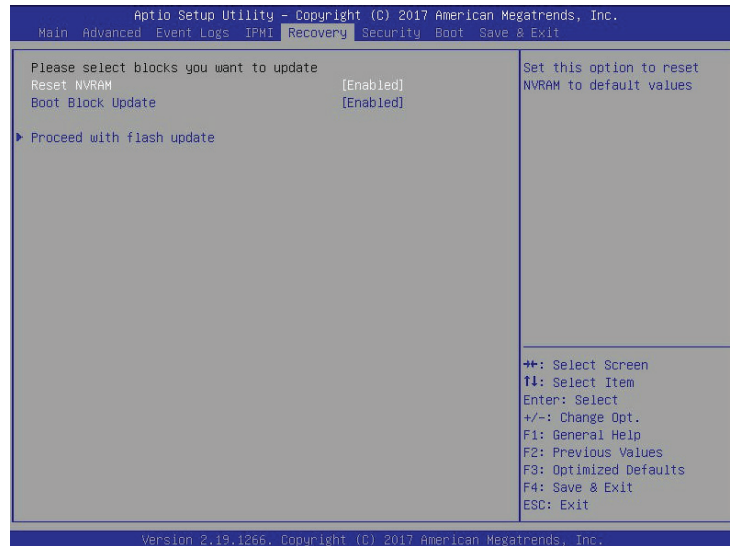 Aptio Setup Utility – Copyright (C) 2017 American Megatrends, Inc.
Main Advanced Event Logs IPMI Recovery Security Boot Save & Exit
Please select blocks you want to update
Reset NVRAM [Enabled]
Boot Block Update [Enabled]
▶ Proceed with flash update
Set this option to reset
NVRAM to default values
→←: Select Screen
↑↓: Select Item
Enter: Select
+/-: Change Opt.
F1: General Help
F2: Previous Values
F3: Optimized Defaults
F4: Save & Exit
ESC: Exit
Version 2.19.1266. Copyright (C) 2017 American Megatrends, Inc.